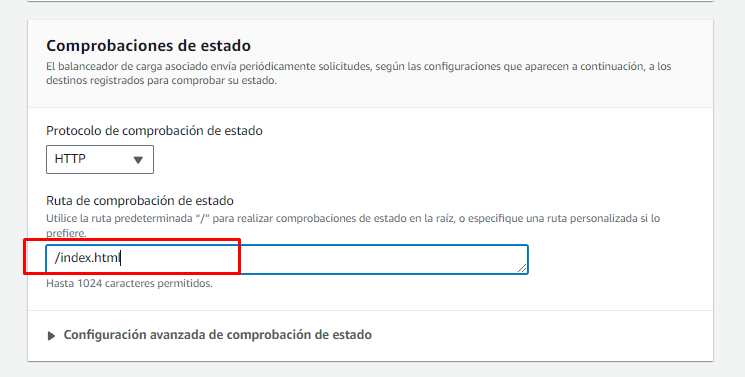 Comprobaciones de estado
El balanceador de carga asociado envía periódicamente solicitudes, según las configuraciones que aparecen a continuación, a los
destinos registrados para comprobar su estado.
Protocolo de comprobación de estado
HTTP
Ruta de comprobación de estado
Utilice la ruta predeterminada “/” para realizar comprobaciones de estado en la raíz, o especifique una ruta personalizada si lo
prefiere.
/index.html
Hasta 1024 caracteres permitidos.
Configuración avanzada de comprobación de estado